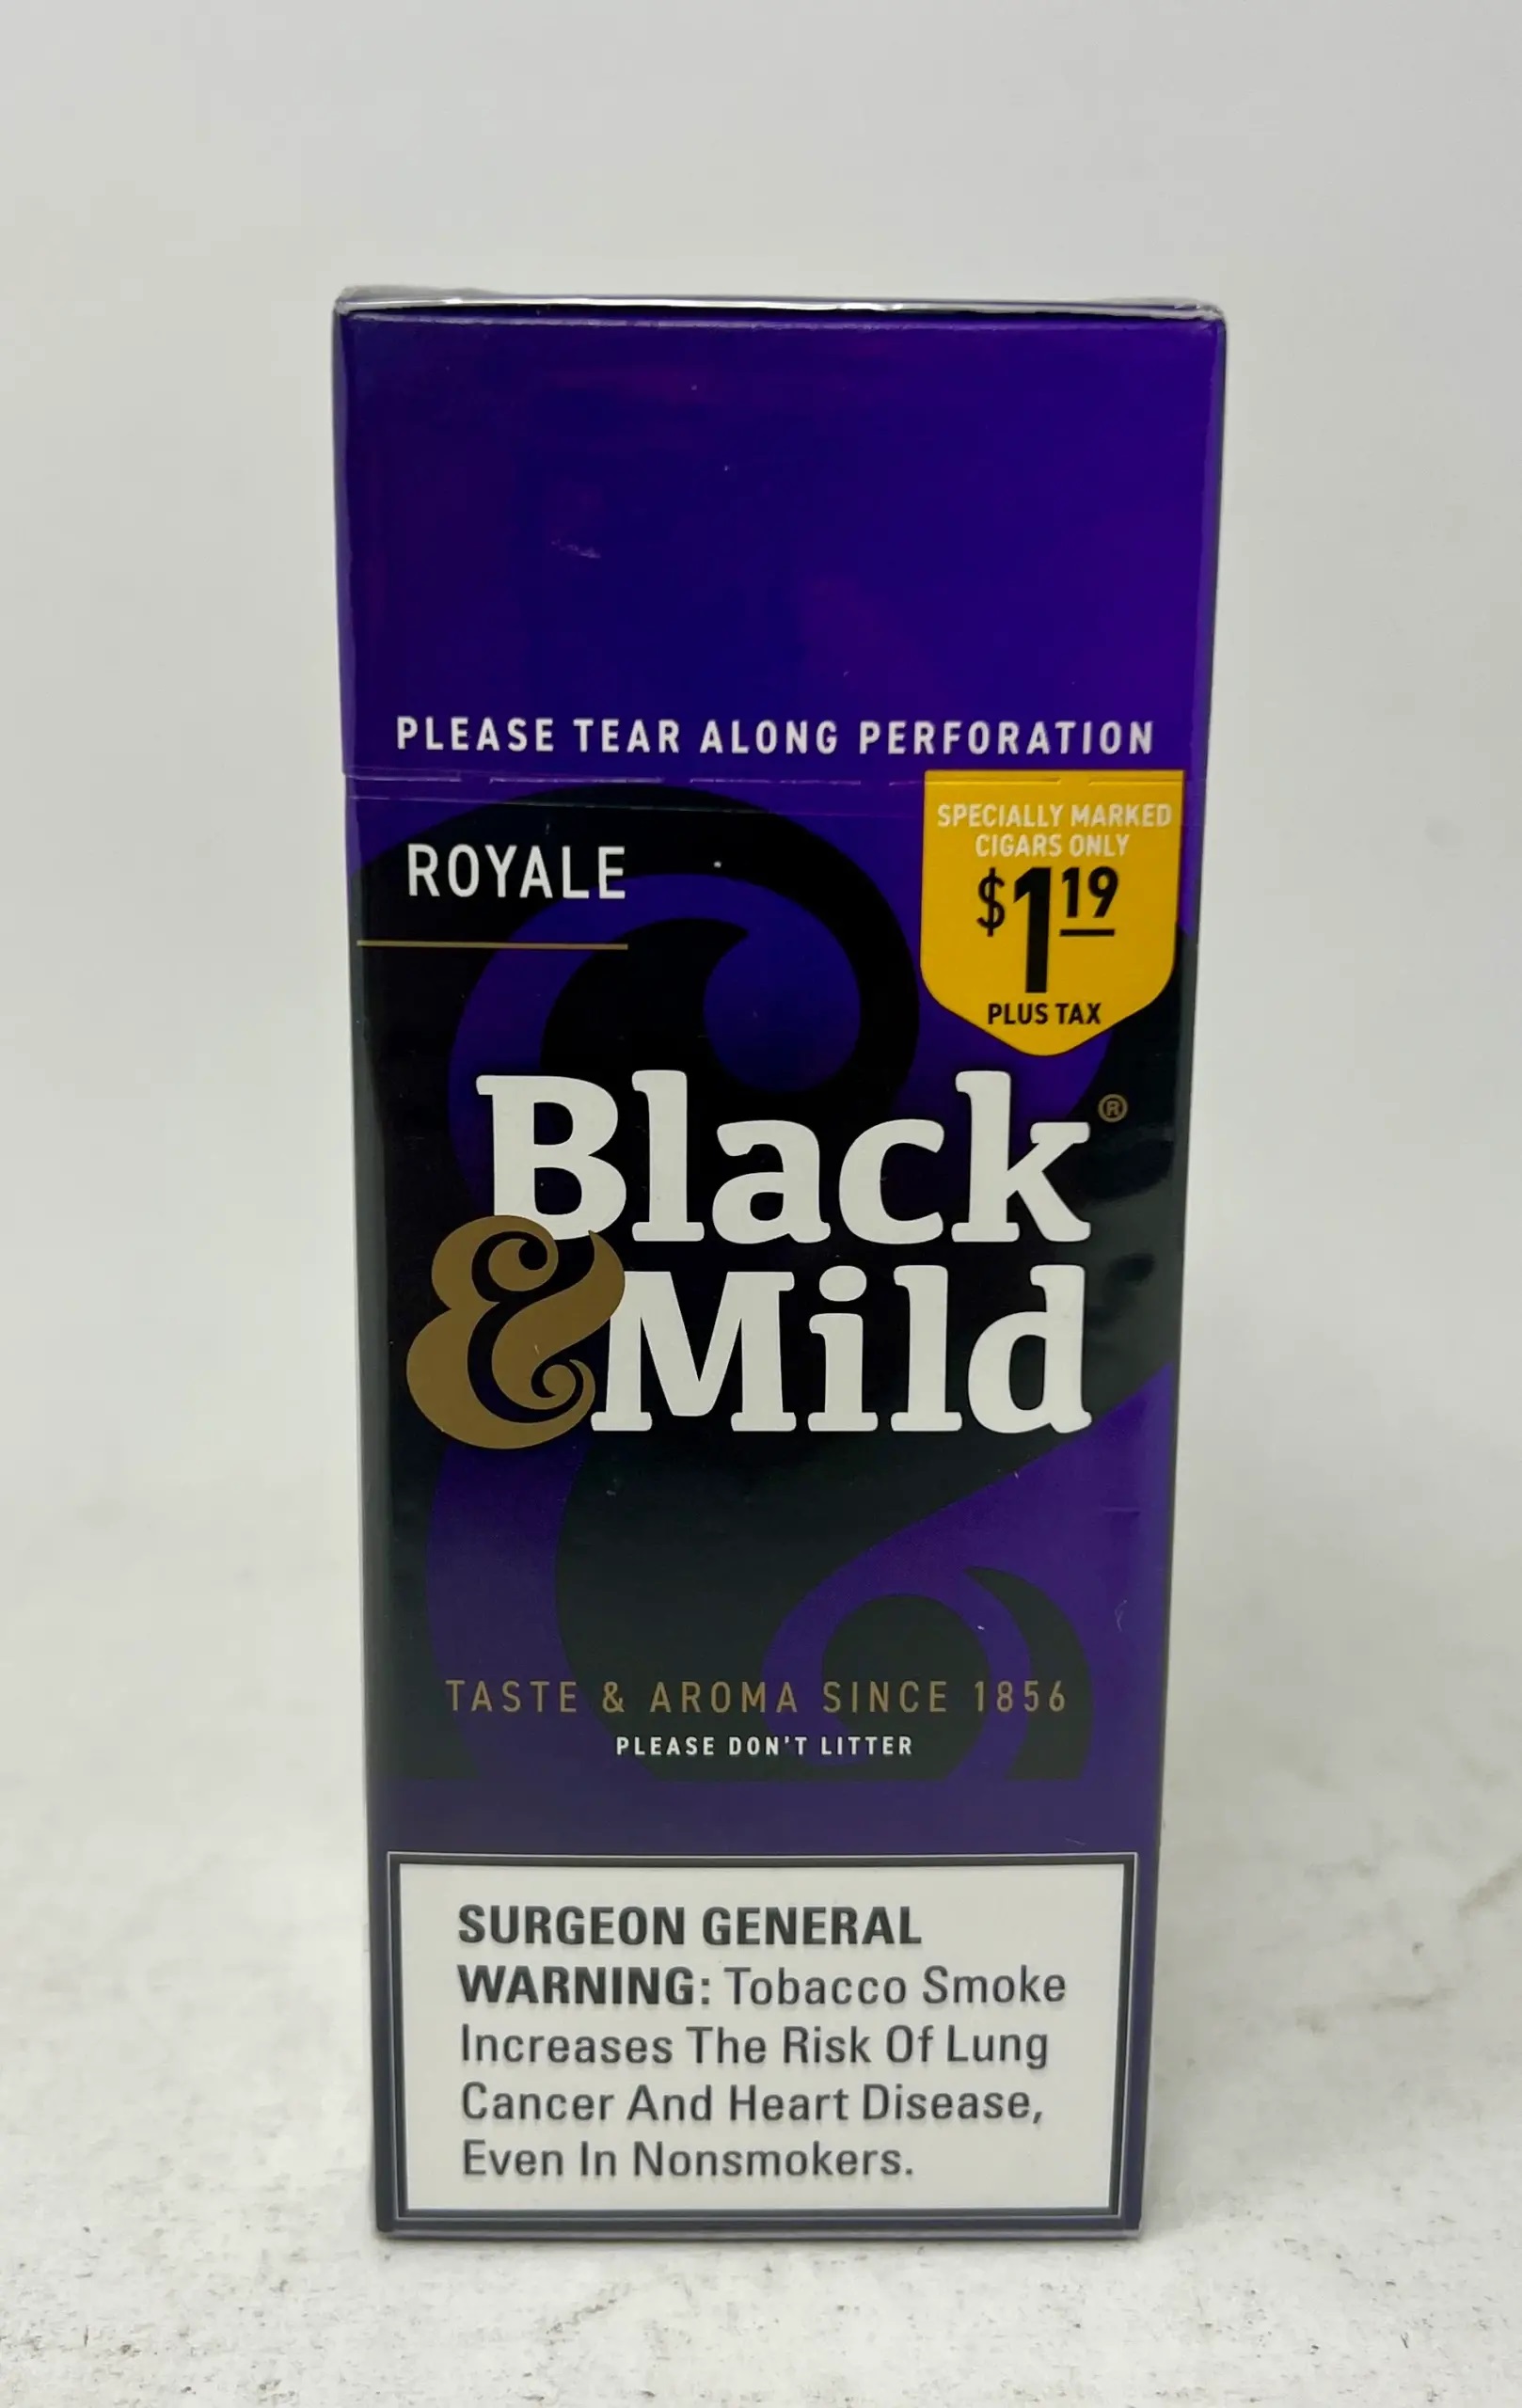 PLEASE TEAR ALONG PERFORATION
ROYALE
SPECIALLY MARKED
CIGARS ONLY
$1 19
PLUS TAX
Black®
&Mild
TASTE & AROMA SINCE 1856
PLEASE DON'T LITTER
SURGEON GENERAL
WARNING: Tobacco Smoke
Increases The Risk Of Lung
Cancer And Heart Disease,
Even In Nonsmokers.